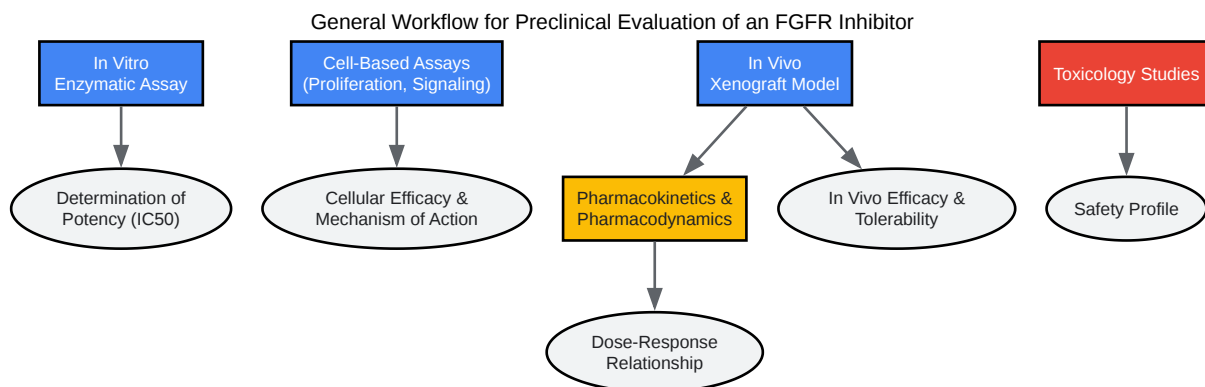 General Workflow for Preclinical Evaluation of an FGFR Inhibitor
In Vitro
Enzymatic Assay
Cell-Based Assays
(Proliferation, Signaling)
In Vivo
Xenograft Model
Toxicology Studies
Determination of
Potency (IC50)
Cellular Efficacy &
Mechanism of Action
Pharmacokinetics &
Pharmacodynamics
In Vivo Efficacy &
Tolerability
Safety Profile
Dose-Response
Relationship